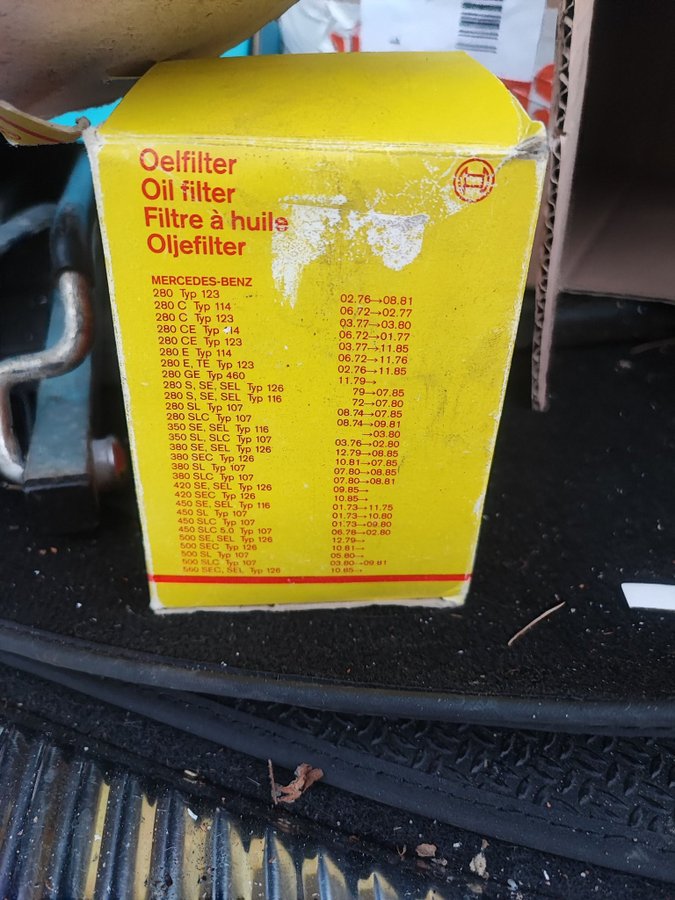 Oelfilter
Oil filter
Filtre à huile
Oljefilter
MERCEDES-BENZ
280 Typ 123 02.76→08.81
280 C Typ 114 06.72→02.77
280 C Typ 123 03.77→03.80
280 CE Typ 114 06.72→01.77
280 CE Typ 123 03.77→11.85
280 E Typ 114 06.72→11.76
280 E, TE Typ 123 02.76→11.85
280 GE Typ 460 11.79→
280 S, SE, SEL Typ 126 79→07.85
280 S, SE, SEL Typ 116 72→07.80
280 SL Typ 107 08.74→07.85
280 SLC Typ 107 08.74→09.81
350 SE, SEL Typ 116 →03.80
350 SL, SLC Typ 107 03.76→02.80
380 SE, SEL Typ 126 12.79→08.85
380 SEC Typ 126 10.81→07.85
380 SL Typ 107 07.80→08.85
380 SLC Typ 107 07.80→08.81
420 SE, SEL Typ 126 09.85→
420 SEC Typ 126 10.85→
450 SE, SEL Typ 116 01.73→11.75
450 SL Typ 107 01.73→10.80
450 SLC Typ 107 01.73→09.80
450 SLC 5.0 Typ 107 06.78→02.80
500 SE, SEL Typ 126 12.79→
500 SEC Typ 126 10.81→
500 SL Typ 107 05.80→
500 SLC Typ 107 03.80→09.81
560 SEC, SEL Typ 126 10.85→